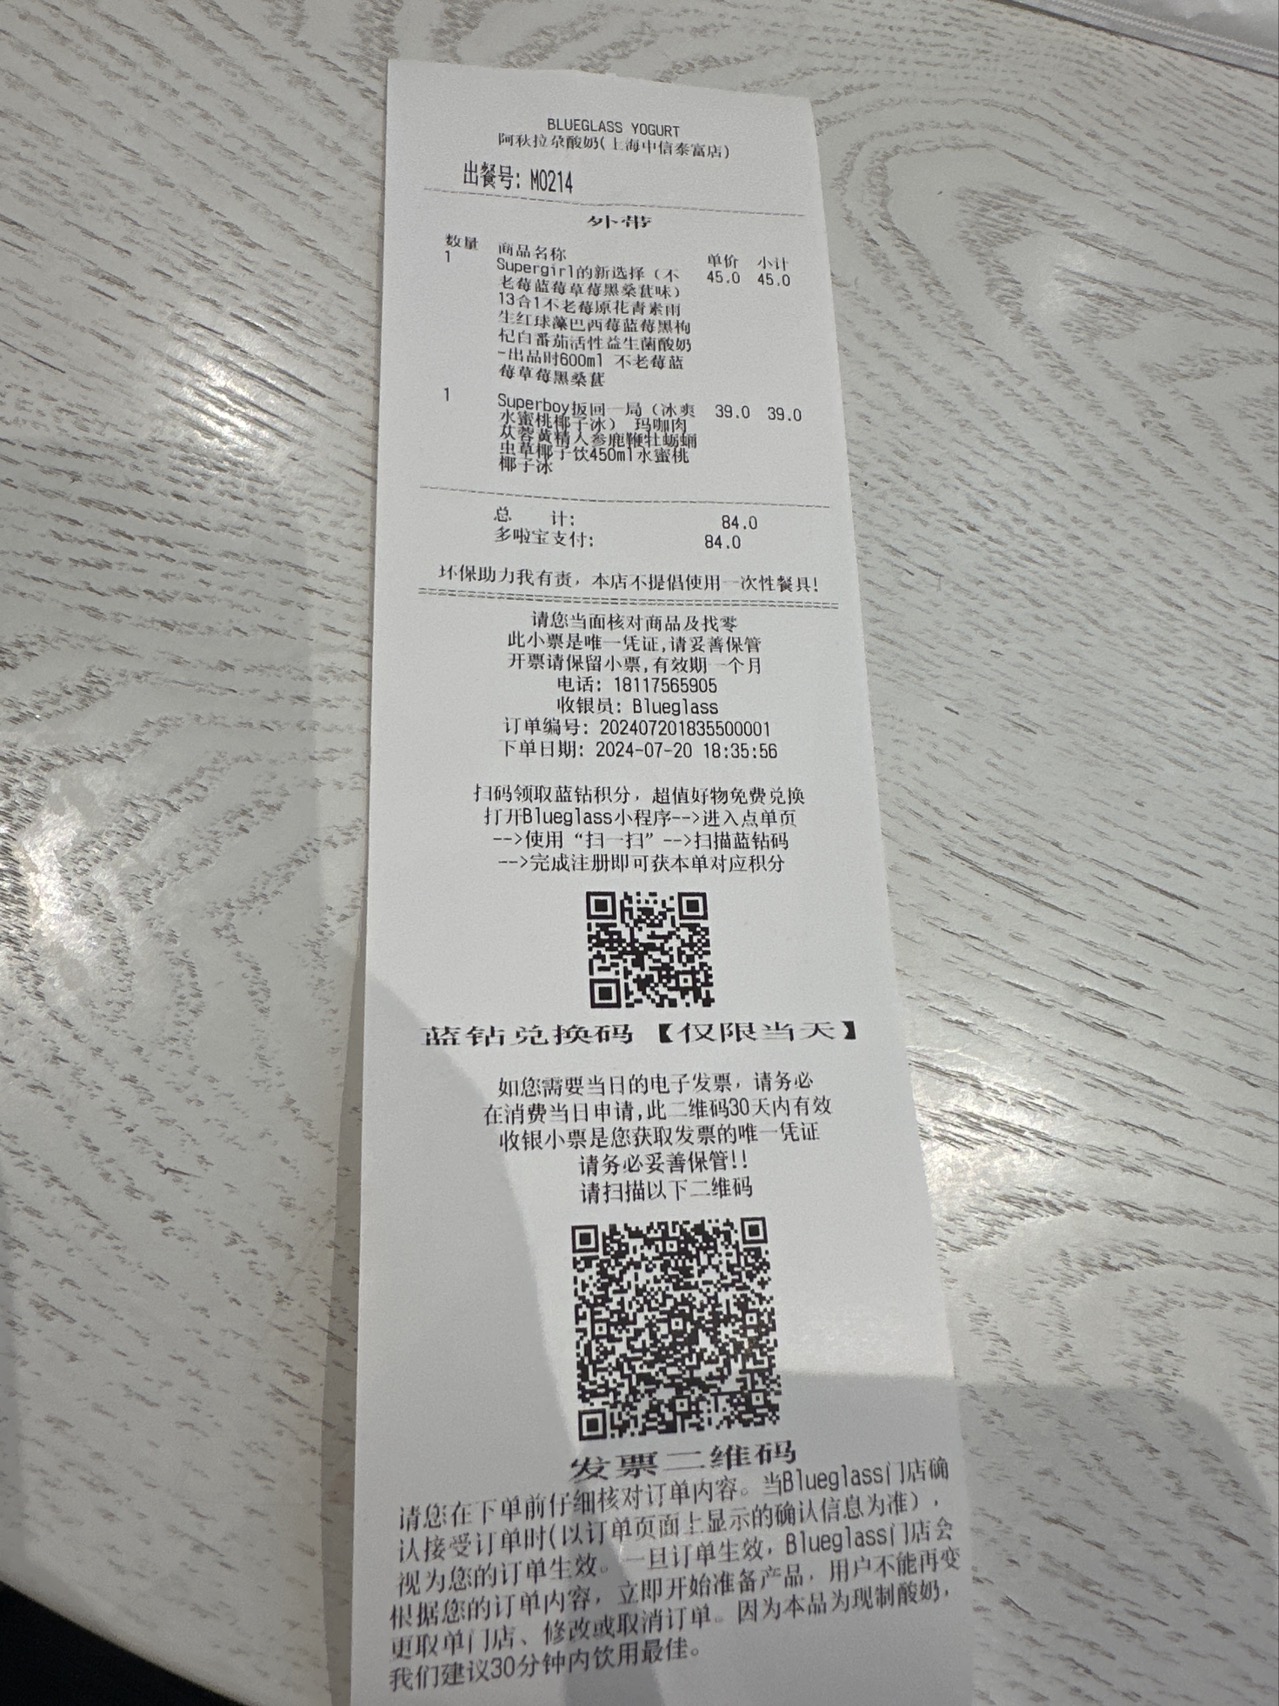 BLUEGLASS YOGURT
阿秋拉尕酸奶(上海中信泰富店)
出餐号: M0214
外带
数量 商品名称 单价 小计
1 Supergirl的新选择（不 45.0 45.0
老莓蓝莓草莓黑桑葚味）
13合1不老莓原花青素雨
生红球藻巴西莓蓝莓黑枸
杞白番茄活性益生菌酸奶
-出品时600ml 不老莓蓝
莓草莓黑桑葚
1 Superboy扳回一局（冰爽 39.0 39.0
水蜜桃椰子冰） 玛咖肉
苁蓉黄精人参鹿鞭牡蛎蛹
虫草椰子饮450ml水蜜桃
椰子冰
总 计: 84.0
多啦宝支付: 84.0
环保助力我有责，本店不提倡使用一次性餐具!
请您当面核对商品及找零
此小票是唯一凭证,请妥善保管
开票请保留小票,有效期一个月
电话: 18117565905
收银员: Blueglass
订单编号: 202407201835500001
下单日期: 2024-07-20 18:35:56
扫码领取蓝钻积分，超值好物免费兑换
打开Blueglass小程序-->进入点单页
-->使用“扫一扫”-->扫描蓝钻码
-->完成注册即可获本单对应积分
蓝钻兑换码【仅限当天】
如您需要当日的电子发票，请务必
在消费当日申请,此二维码30天内有效
收银小票是您获取发票的唯一凭证
请务必妥善保管!!
请扫描以下二维码
发票二维码
请您在下单前仔细核对订单内容。当Blueglass门店确
认接受订单时(以订单页面上显示的确认信息为准)，
视为您的订单生效。一旦订单生效，Blueglass门店会
根据您的订单内容，立即开始准备产品，用户不能再变
更取单门店、修改或取消订单。因为本品为现制酸奶，
我们建议30分钟内饮用最佳。